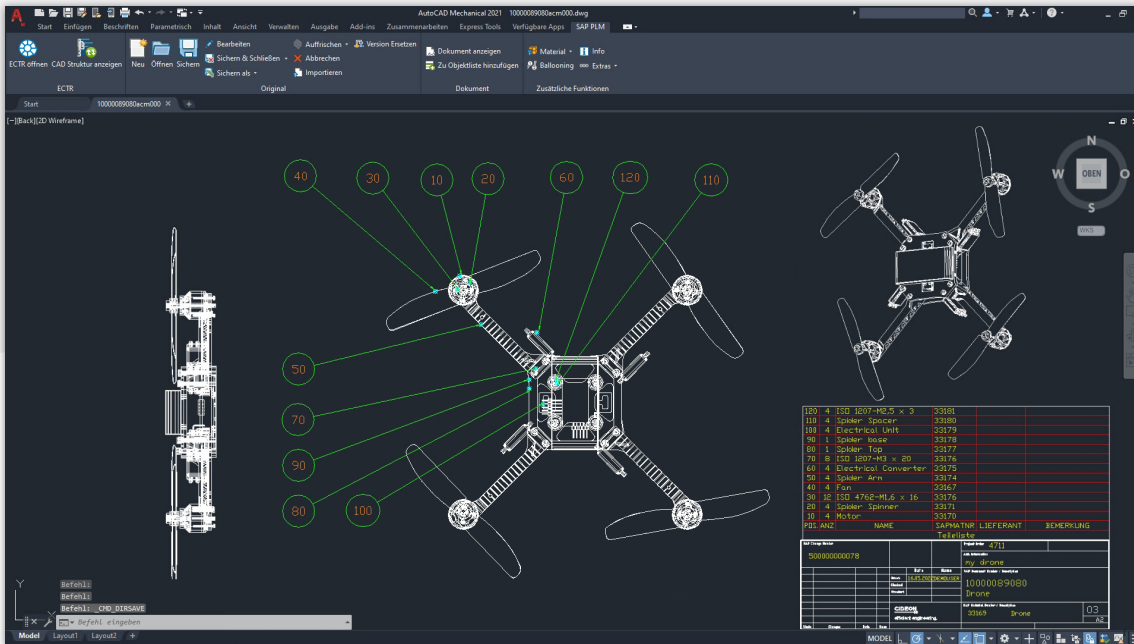 AutoCAD Mechanical 2021 10000089080acm000.dwg
Start Einfügen Beschriften Parametrisch Inhalt Ansicht Verwalten Ausgabe Add-ins Zusammenarbeiten Express Tools Verfügbare Apps SAP PLM
ECTR öffnen CAD Struktur anzeigen
ECTR
Neu Öffnen Sichern
Bearbeiten
Sichern & Schließen
Sichern als
Auffrischen
Abbrechen
Importieren
Version Ersetzen
Original
Dokument anzeigen
Zu Objektliste hinzufügen
Dokument
Material Info
Ballooning Extras
Zusätzliche Funktionen
Start 10000089080acm000
[−][Back][2D Wireframe]
N
W OBEN O
S
WKS
40 30 10 20 60 120 110
50
70
90
80 100
120 4 ISO 1207-M2,5 × 3 33181
110 4 Spider Spacer 33180
100 4 Electrical Unit 33179
90 1 Spider base 33178
80 1 Spider Top 33177
70 8 ISO 1207-M3 × 20 33176
60 4 Electrical Converter 33175
50 4 Spider Arm 33174
40 4 Fan 33167
30 12 ISO 4762-M1,6 × 16 33176
20 4 Spider Spinner 33171
10 4 Motor 33170
POS. ANZ NAME SAPMATNR LIEFERANT BEMERKUNG
Teileliste
4711
500000000078
my drone
10000089080
Drone
CIDEON
efficient engineering.
33169 Drone
03
A2
Y
X
Befehl:
Befehl:
Befehl: _CMD_DIRSAVE
Befehl eingeben
Model Layout1 Layout2 +
MODEL